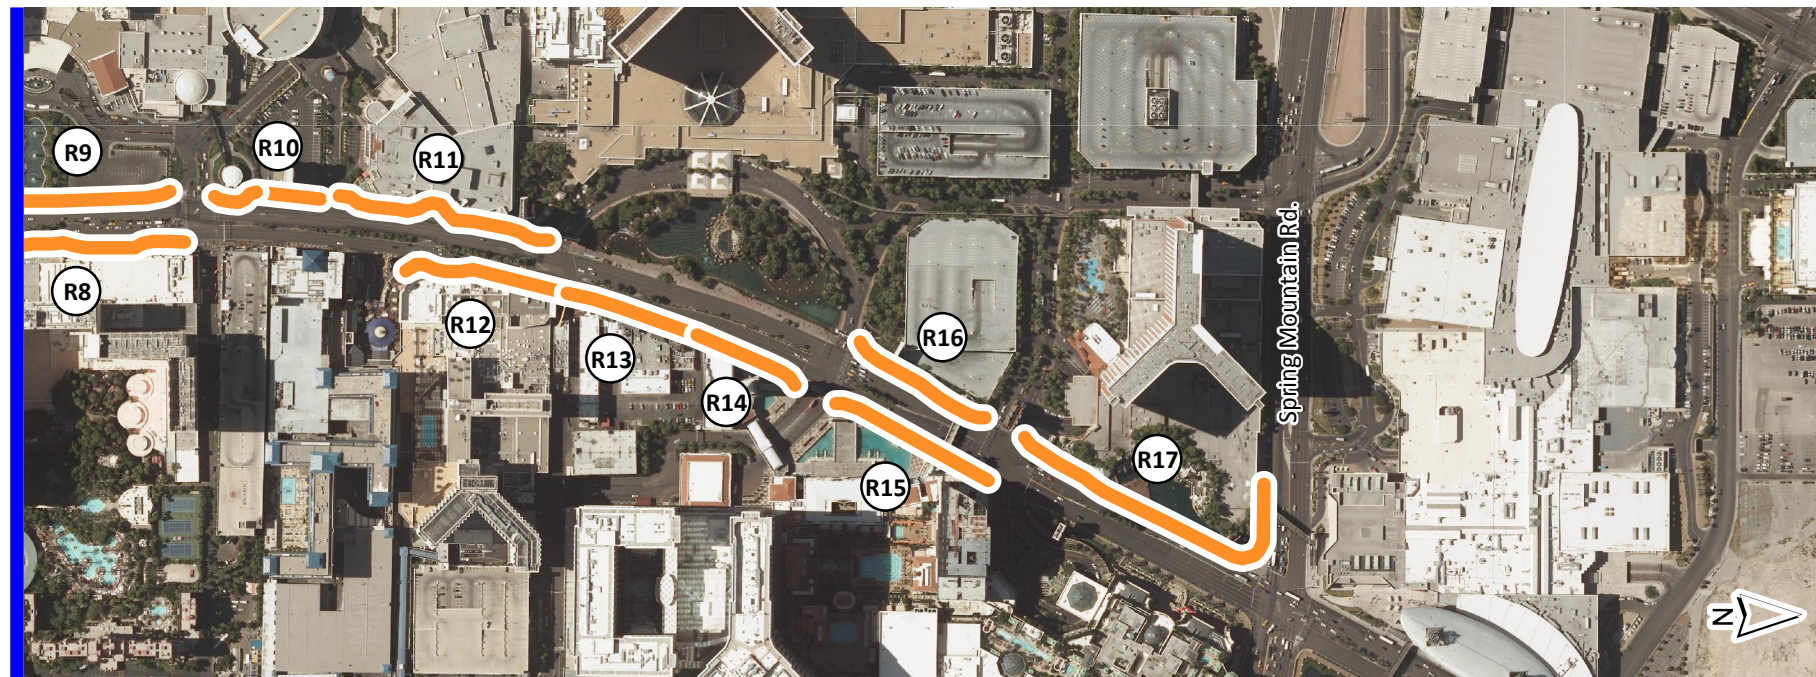 R9
R10
R11
R8
R12
R13
R14
R15
R16
R17
Spring Mountain Rd.
N